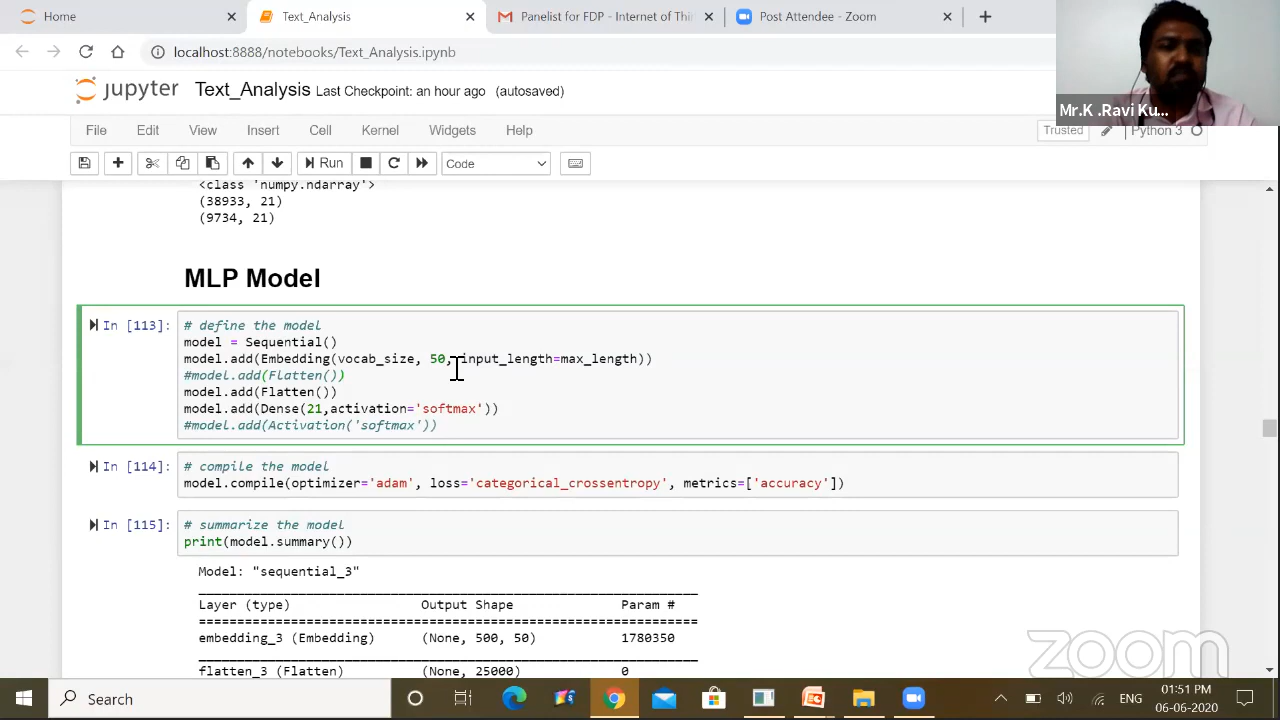 Home
Text_Analysis
Panelist for FDP - Internet of Thi
Post Attendee - Zoom
localhost:8888/notebooks/Text_Analysis.ipynb
jupyter
Text_Analysis Last Checkpoint: an hour ago (autosaved)
Mr.K .Ravi Ku...
File Edit View Insert Cell Kernel Widgets Help
Trusted
Python 3
Run
Code
<class 'numpy.ndarray'>
(38933, 21)
(9734, 21)
MLP Model
In [113]:
# define the model
model = Sequential()
model.add(Embedding(vocab_size, 50, input_length=max_length))
#model.add(Flatten())
model.add(Flatten())
model.add(Dense(21,activation='softmax'))
#model.add(Activation('softmax'))
In [114]:
# compile the model
model.compile(optimizer='adam', loss='categorical_crossentropy', metrics=['accuracy'])
In [115]:
# summarize the model
print(model.summary())
Model: "sequential_3"
Layer (type) Output Shape Param #
embedding_3 (Embedding) (None, 500, 50) 1780350
flatten_3 (Flatten) (None, 25000) 0
zoom
Search
ENG
01:51 PM
06-06-2020